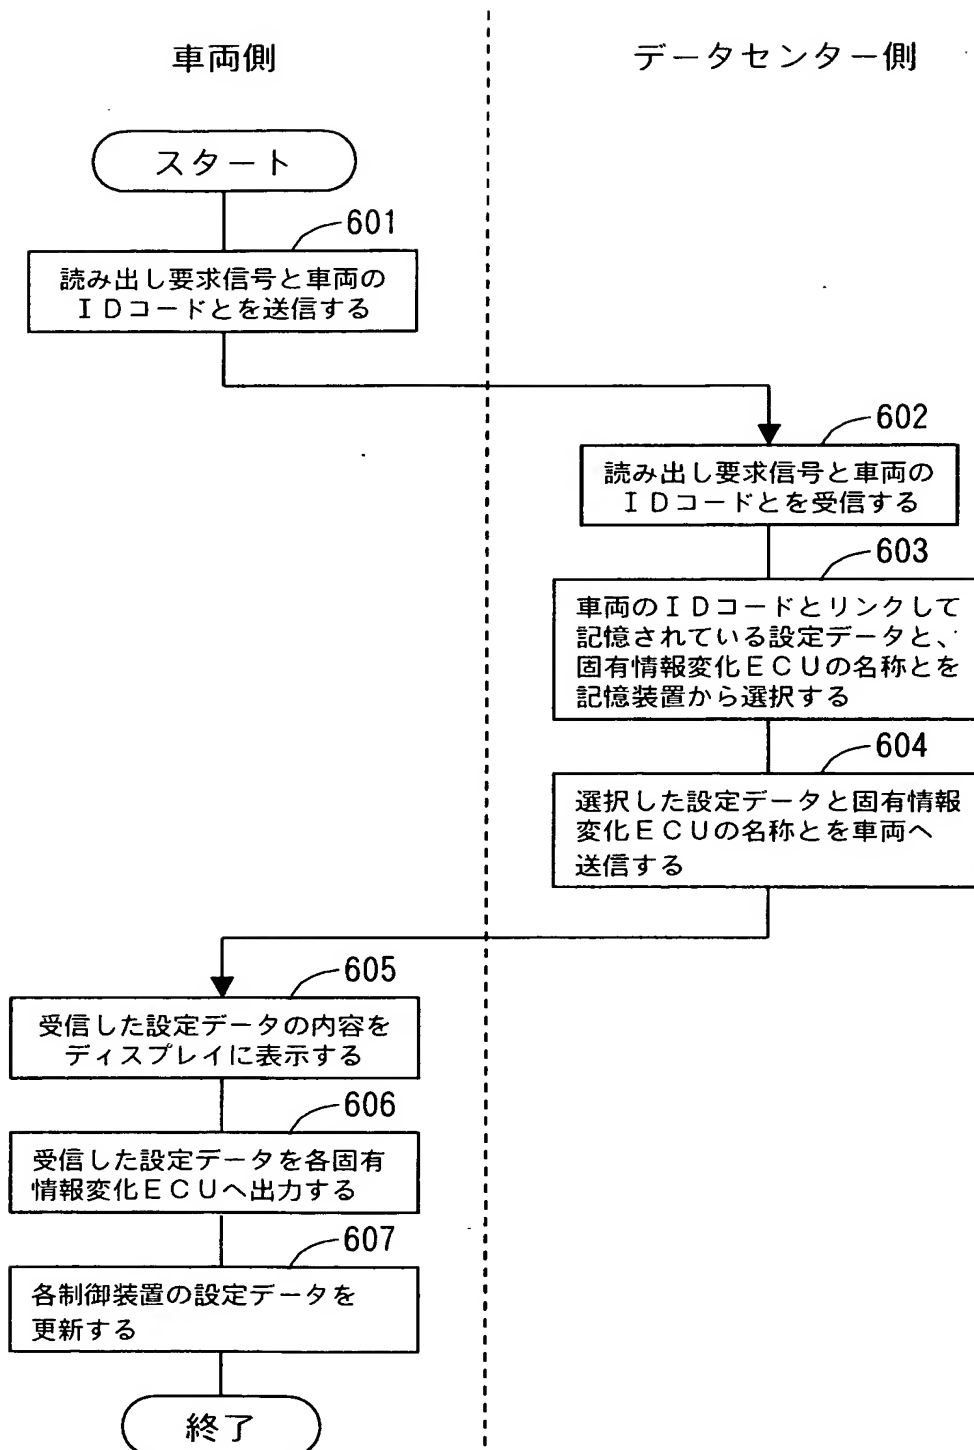 車両側
データセンター側
スタート
601
読み出し要求信号と車両の
ＩＤコードとを送信する
602
読み出し要求信号と車両の
ＩＤコードとを受信する
603
車両のＩＤコードとリンクして
記憶されている設定データと、
固有情報変化ＥＣＵの名称とを
記憶装置から選択する
604
選択した設定データと固有情報
変化ＥＣＵの名称とを車両へ
送信する
605
受信した設定データの内容を
ディスプレイに表示する
606
受信した設定データを各固有
情報変化ＥＣＵへ出力する
607
各制御装置の設定データを
更新する
終了